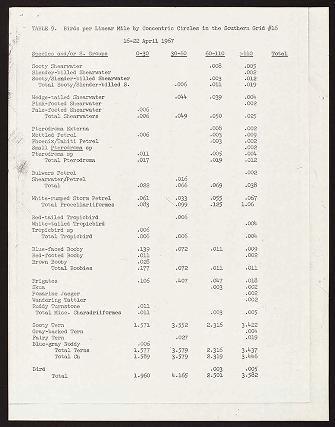 TABLE 9. Birds per Linear Mile by Concentric Circles in the Southern Grid #16
16-22 April 1967
Species and/or S. Groups 0-30 30-60 60-110 >110 Total
Sooty Shearwater .008 .005
Slender-billed Shearwater .002
Sooty/Slender-billed Shearwater .003 .012
Total Sooty/Slender-billed S. .006 .011 .019
Wedge-tailed Shearwater .044 .039 .004
Pink-footed Shearwater .002
Pale-footed Shearwater .006
Total Shearwaters .006 .049 .050 .025
Pterodroma Externa .008 .002
Mottled Petrel .006 .003 .009
Phoenix/Tahiti Petrel .003 .002
Small Pterodroma sp .002
Pterodroma sp .011 .006 .002
Total Pterodroma .017 .019 .012
Bulwers Petrel .002
Shearwater/Petrel .016
Total .022 .066 .069 .038
White-rumped Storm Petrel .061 .033 .055 .067
Total Procellariiformes .083 .099 .125 1.06
Red-tailed Tropicbird .006
White-tailed Tropicbird .004
Tropicbird sp .006
Total Tropicbird .006 .006 .004
Blue-faced Booby .139 .072 .011 .009
Red-footed Booby .011 .002
Brown Booby .028
Total Boobies .177 .072 .011 .011
Frigates .106 .407 .047 .018
Skua .003 .002
Pomarine Jaeger .002
Wandering Tattler .002
Ruddy Turnstone .011
Total Misc. Charadriiformes .011 .003 .005
Sooty Tern 1.571 3.552 2.316 3.422
Gray-backed Tern .004
Fairy Tern .027 .019
Blue-gray Noddy .006
Total Terns 1.577 3.579 2.316 3.437
Total Ch 1.589 3.579 2.319 3.446
Bird .003 .005
Total 1.960 4.165 2.501 3.582